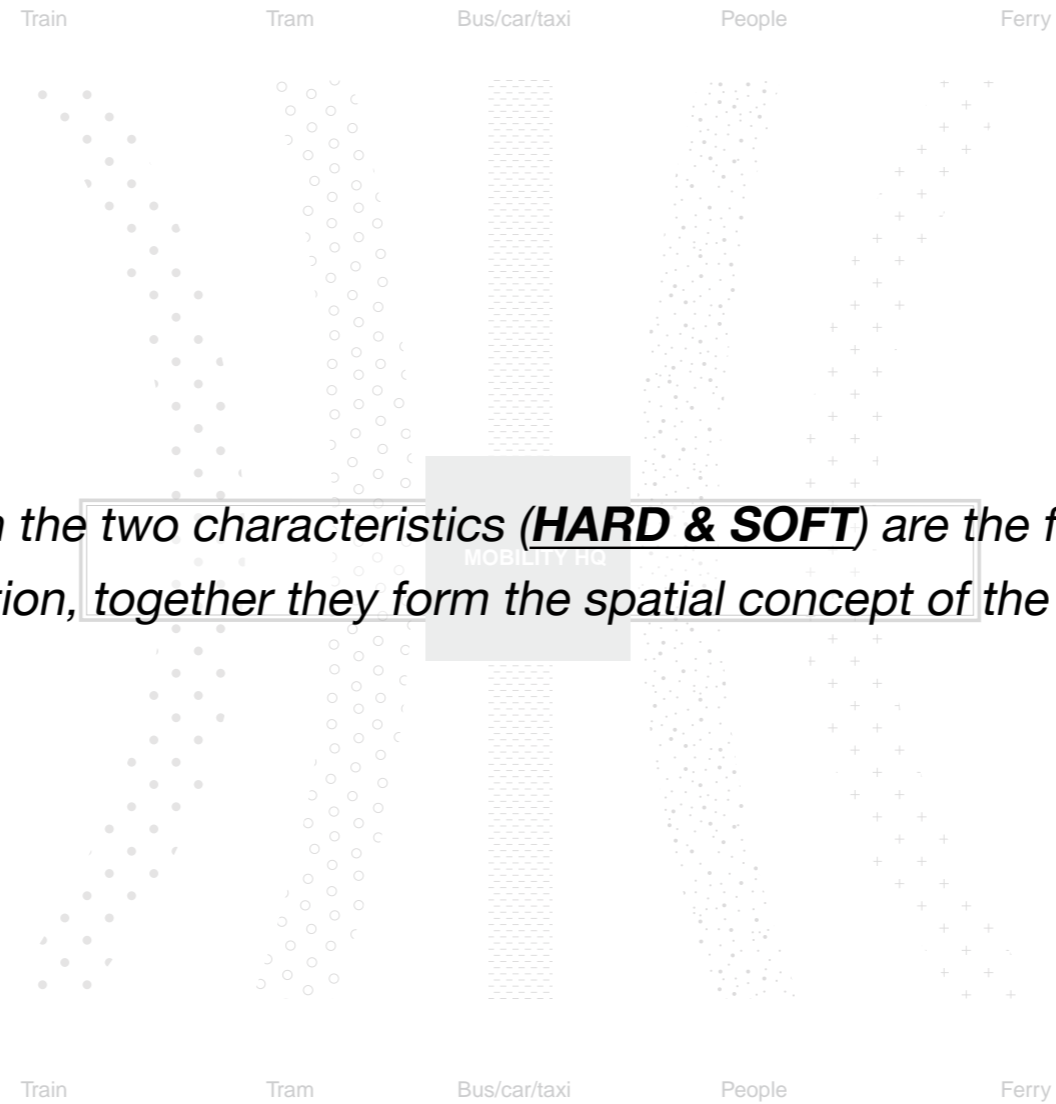 Train Tram Bus/car/taxi People Ferry
the two characteristics (HARD & SOFT) are the
MOBILITY HQ
together they form the spatial concept of the
Train Tram Bus/car/taxi People Ferry